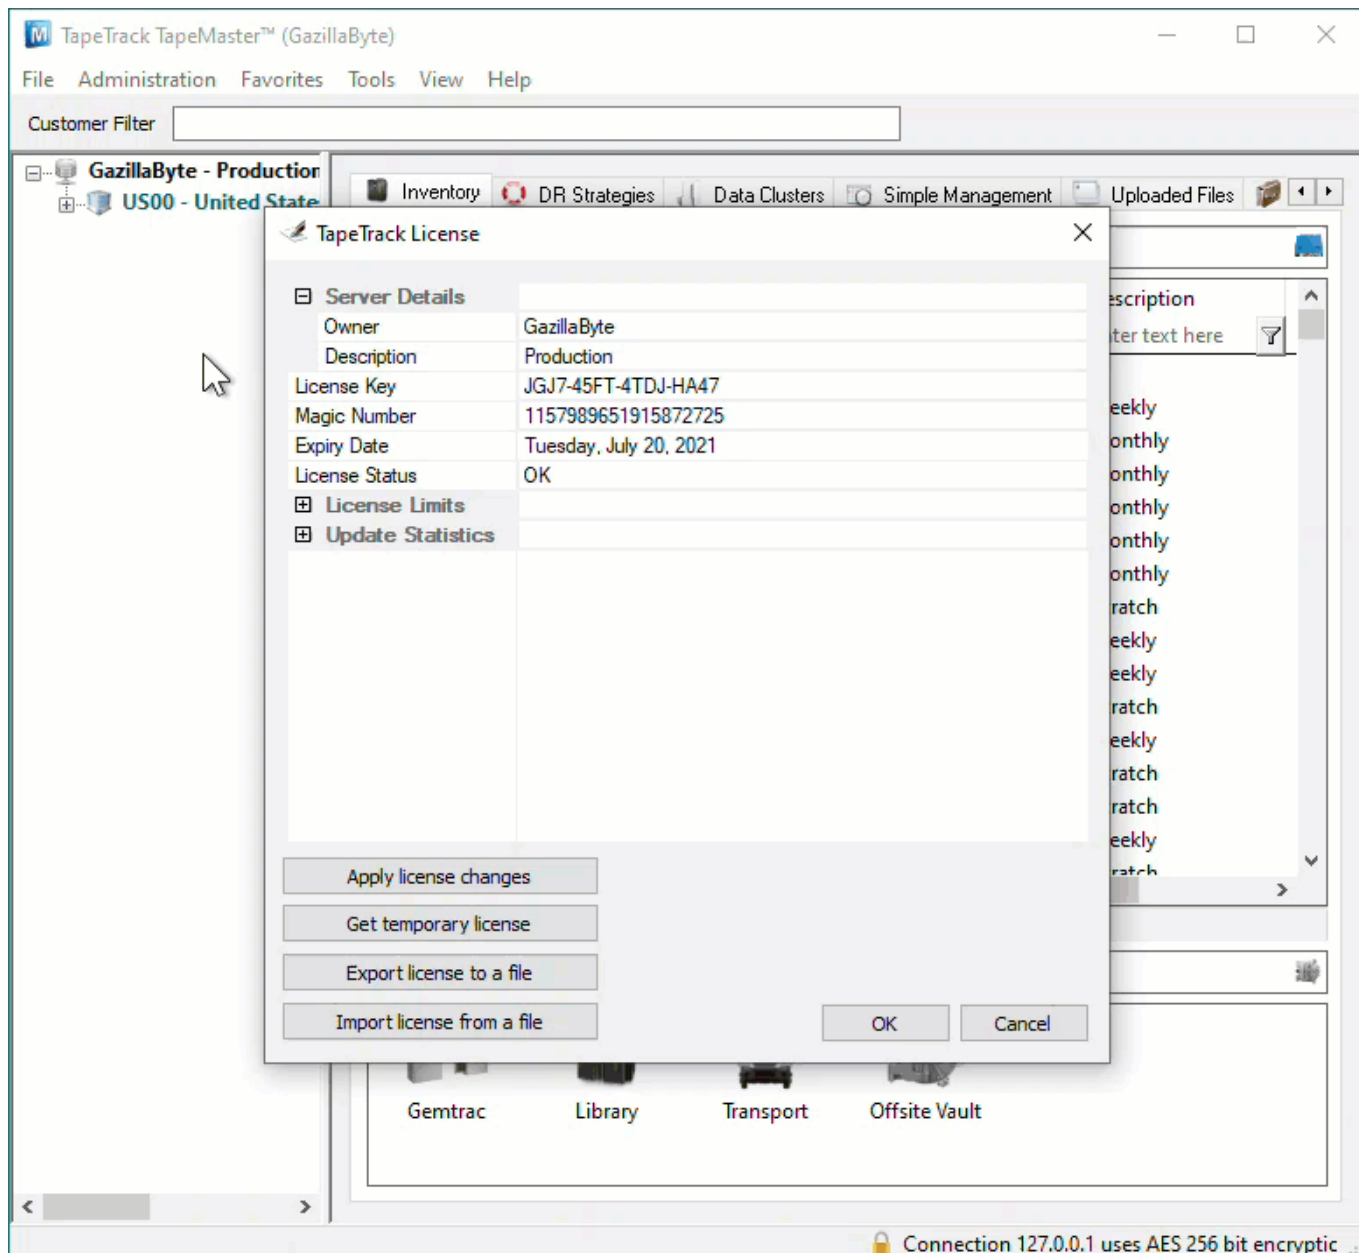 TapeTrack TapeMaster™ (GazillaByte)
File Administration Favorites Tools View Help
Customer Filter
GazillaByte - Production
US00 - United State
Inventory DR Strategies Data Clusters Simple Management Uploaded Files
TapeTrack License
Server Details
Owner GazillaByte
Description Production
License Key JGJ7-45FT-4TDJ-HA47
Magic Number 1157989651915872725
Expiry Date Tuesday, July 20, 2021
License Status OK
License Limits
Update Statistics
escription
ter text here
eekly
onthly
onthly
onthly
onthly
onthly
ratch
eekly
eekly
ratch
eekly
ratch
ratch
eekly
ratch
Apply license changes
Get temporary license
Export license to a file
Import license from a file
OK Cancel
Gemtrac Library Transport Offsite Vault
Connection 127.0.0.1 uses AES 256 bit encryptic